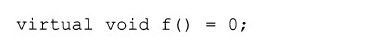 virtual void f() = 0;